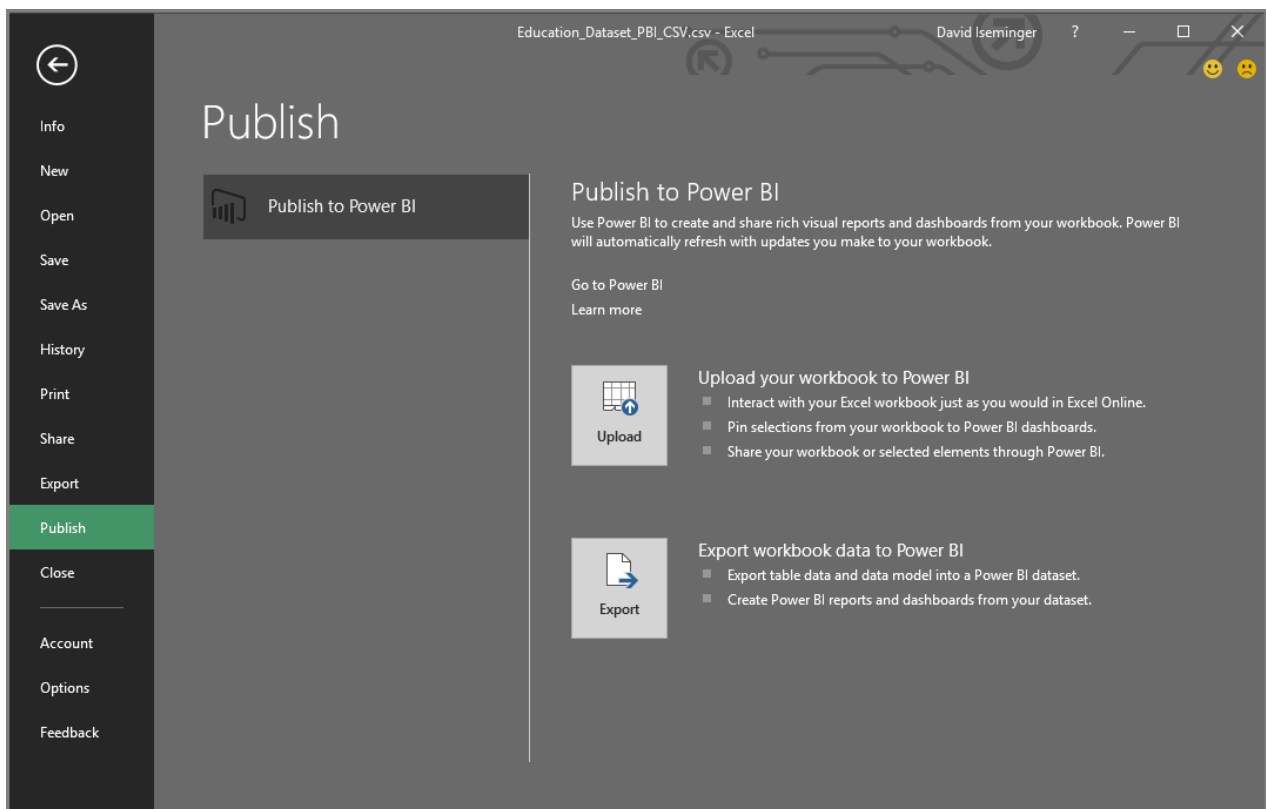 Education_Dataset_PBI_CSV.csv - Excel
David Iseminger
?
Info
New
Open
Save
Save As
History
Print
Share
Export
Publish
Close
Account
Options
Feedback
Publish
Publish to Power BI
Publish to Power BI
Use Power BI to create and share rich visual reports and dashboards from your workbook. Power BI
will automatically refresh with updates you make to your workbook.
Go to Power BI
Learn more
Upload
Upload your workbook to Power BI
Interact with your Excel workbook just as you would in Excel Online.
Pin selections from your workbook to Power BI dashboards.
Share your workbook or selected elements through Power BI.
Export
Export workbook data to Power BI
Export table data and data model into a Power BI dataset.
Create Power BI reports and dashboards from your dataset.